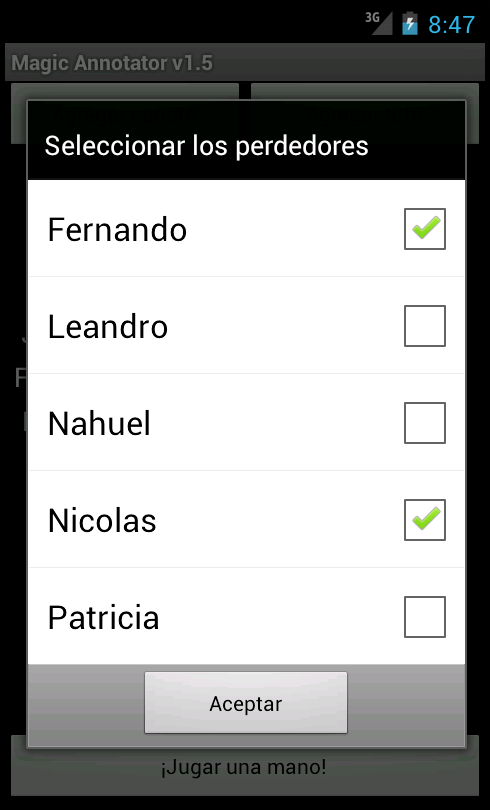 3G 8:47
Magic Annotator v1.5
Seleccionar los perdedores
Fernando
Leandro
Nahuel
Nicolas
Patricia
Aceptar
¡Jugar una mano!